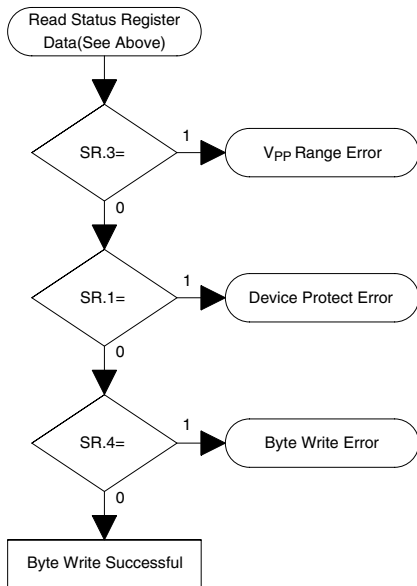 Read Status Register
Data(See Above)
SR.3=
1
VPP Range Error
0
SR.1=
1
Device Protect Error
0
SR.4=
1
Byte Write Error
0
Byte Write Successful